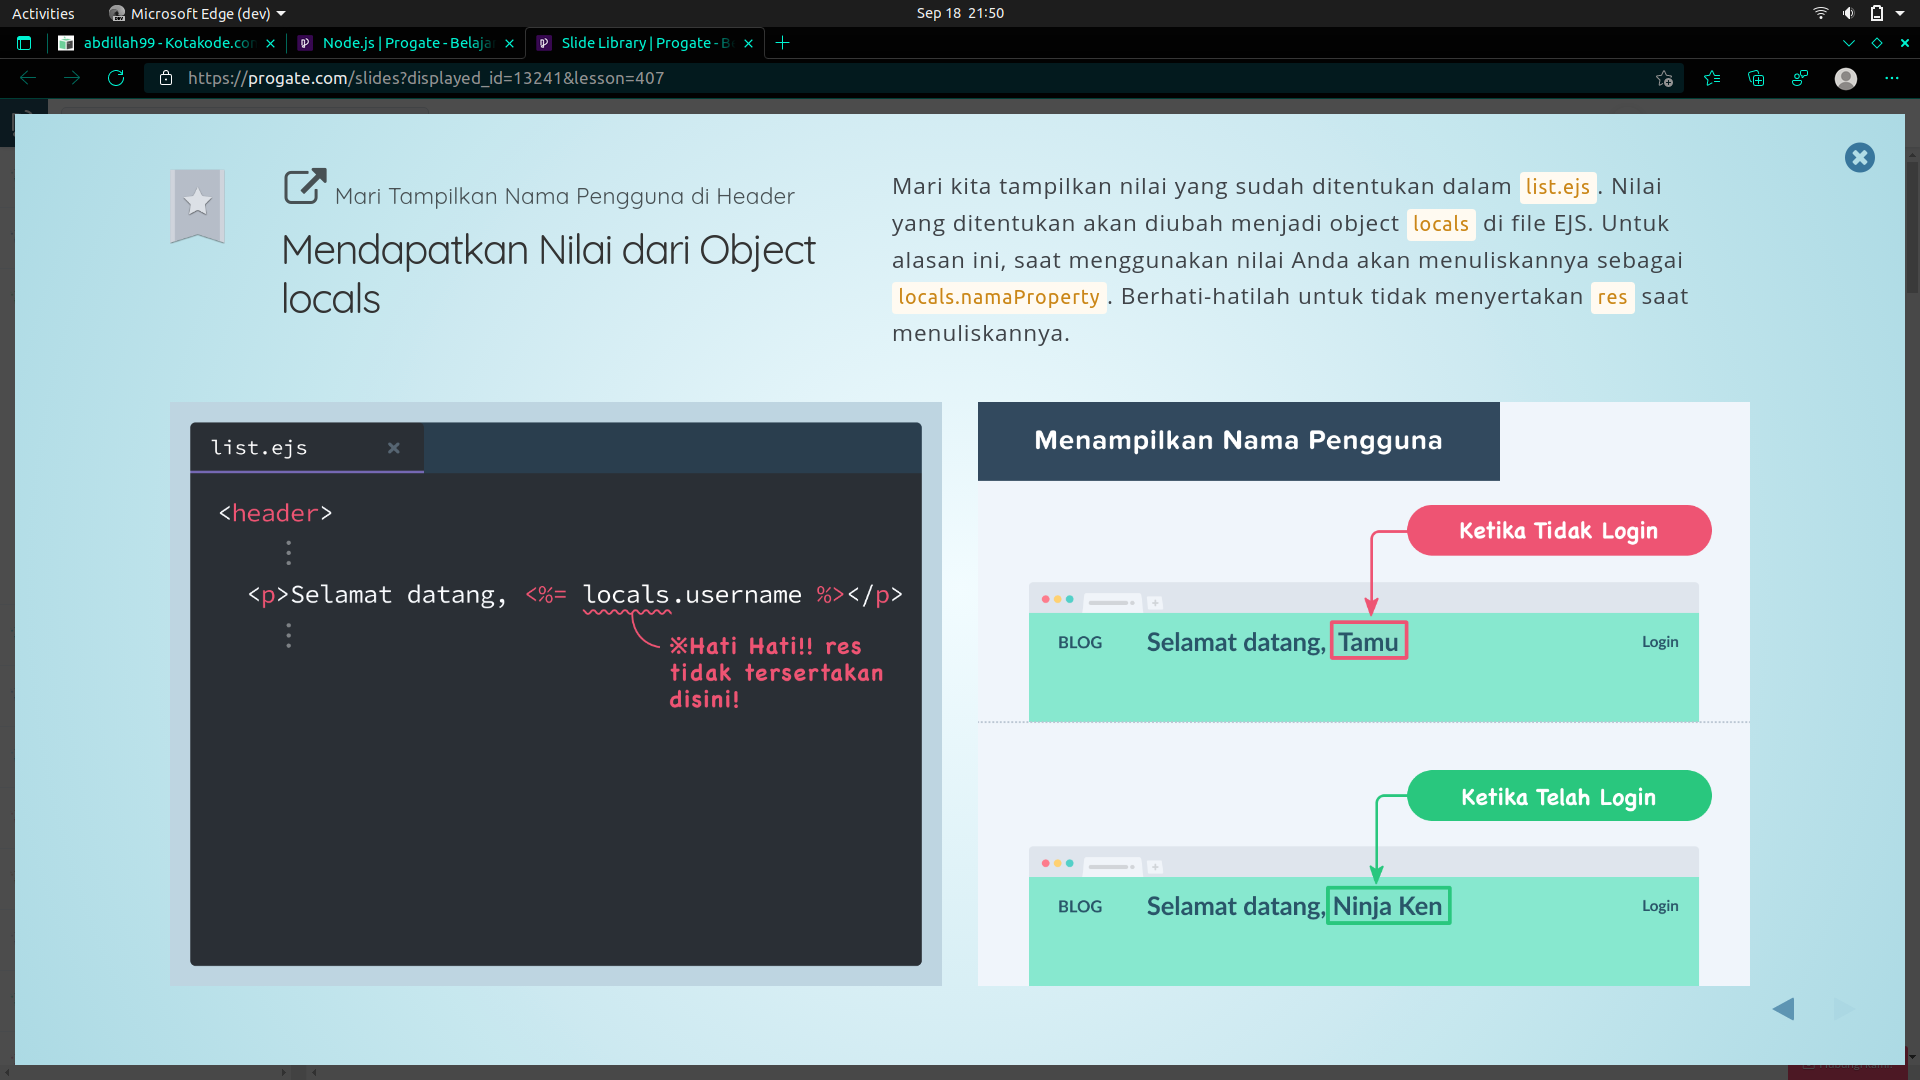 Activities
Microsoft Edge (dev)
Sep 18 21:50
abdillah99 - Kotakode.con
Node.js | Progate - Belaja
Slide Library | Progate - B
https://progate.com/slides?displayed_id=13241&lesson=407
Mari Tampilkan Nama Pengguna di Header
Mendapatkan Nilai dari Object
locals
Mari kita tampilkan nilai yang sudah ditentukan dalam list.ejs. Nilai
yang ditentukan akan diubah menjadi object locals di file EJS. Untuk
alasan ini, saat menggunakan nilai Anda akan menuliskannya sebagai
locals.namaProperty. Berhati-hatilah untuk tidak menyertakan res saat
menuliskannya.
list.ejs
<header>
<p>Selamat datang, <%= locals.username %></p>
※Hati Hati!! res
tidak tersertakan
disini!
Menampilkan Nama Pengguna
Ketika Tidak Login
BLOG
Selamat datang, Tamu
Login
Ketika Telah Login
BLOG
Selamat datang, Ninja Ken
Login